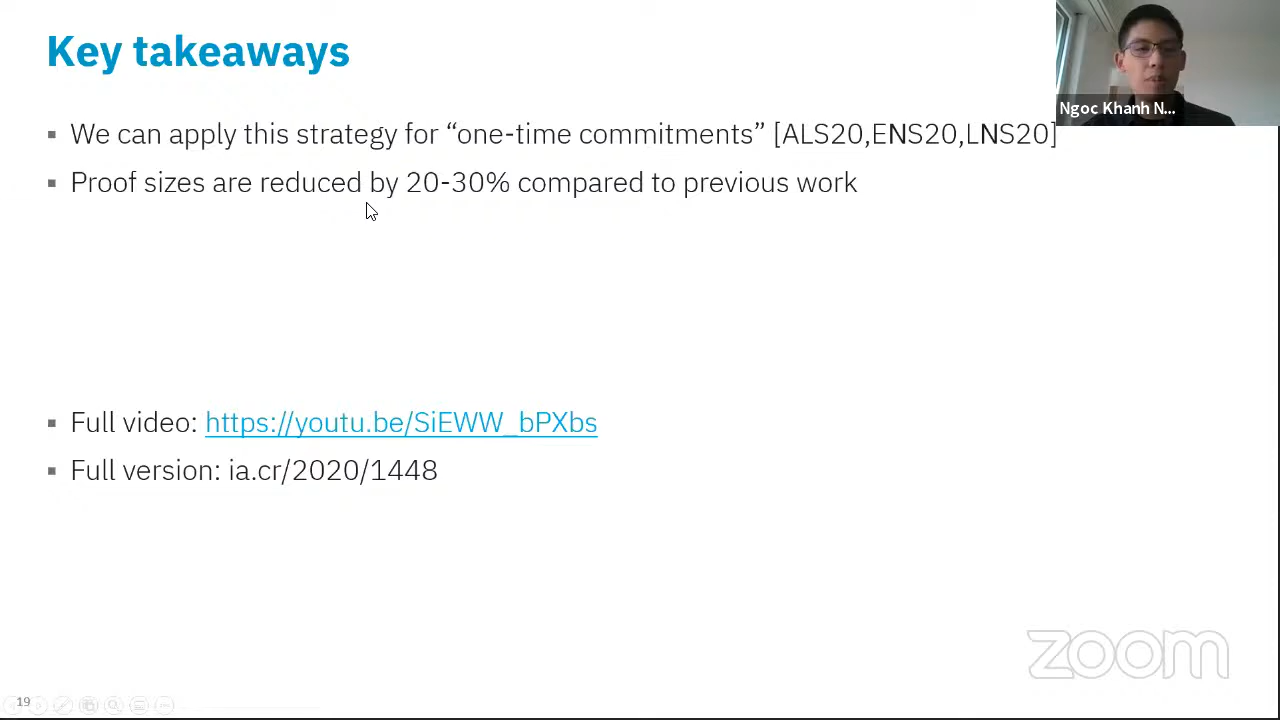 Key takeaways
Ngoc Khanh N...
▪ We can apply this strategy for “one-time commitments” [ALS20,ENS20,LNS20]
▪ Proof sizes are reduced by 20-30% compared to previous work
▪ Full video: https://youtu.be/SiEWW_bPXbs
▪ Full version: ia.cr/2020/1448
zoom
19